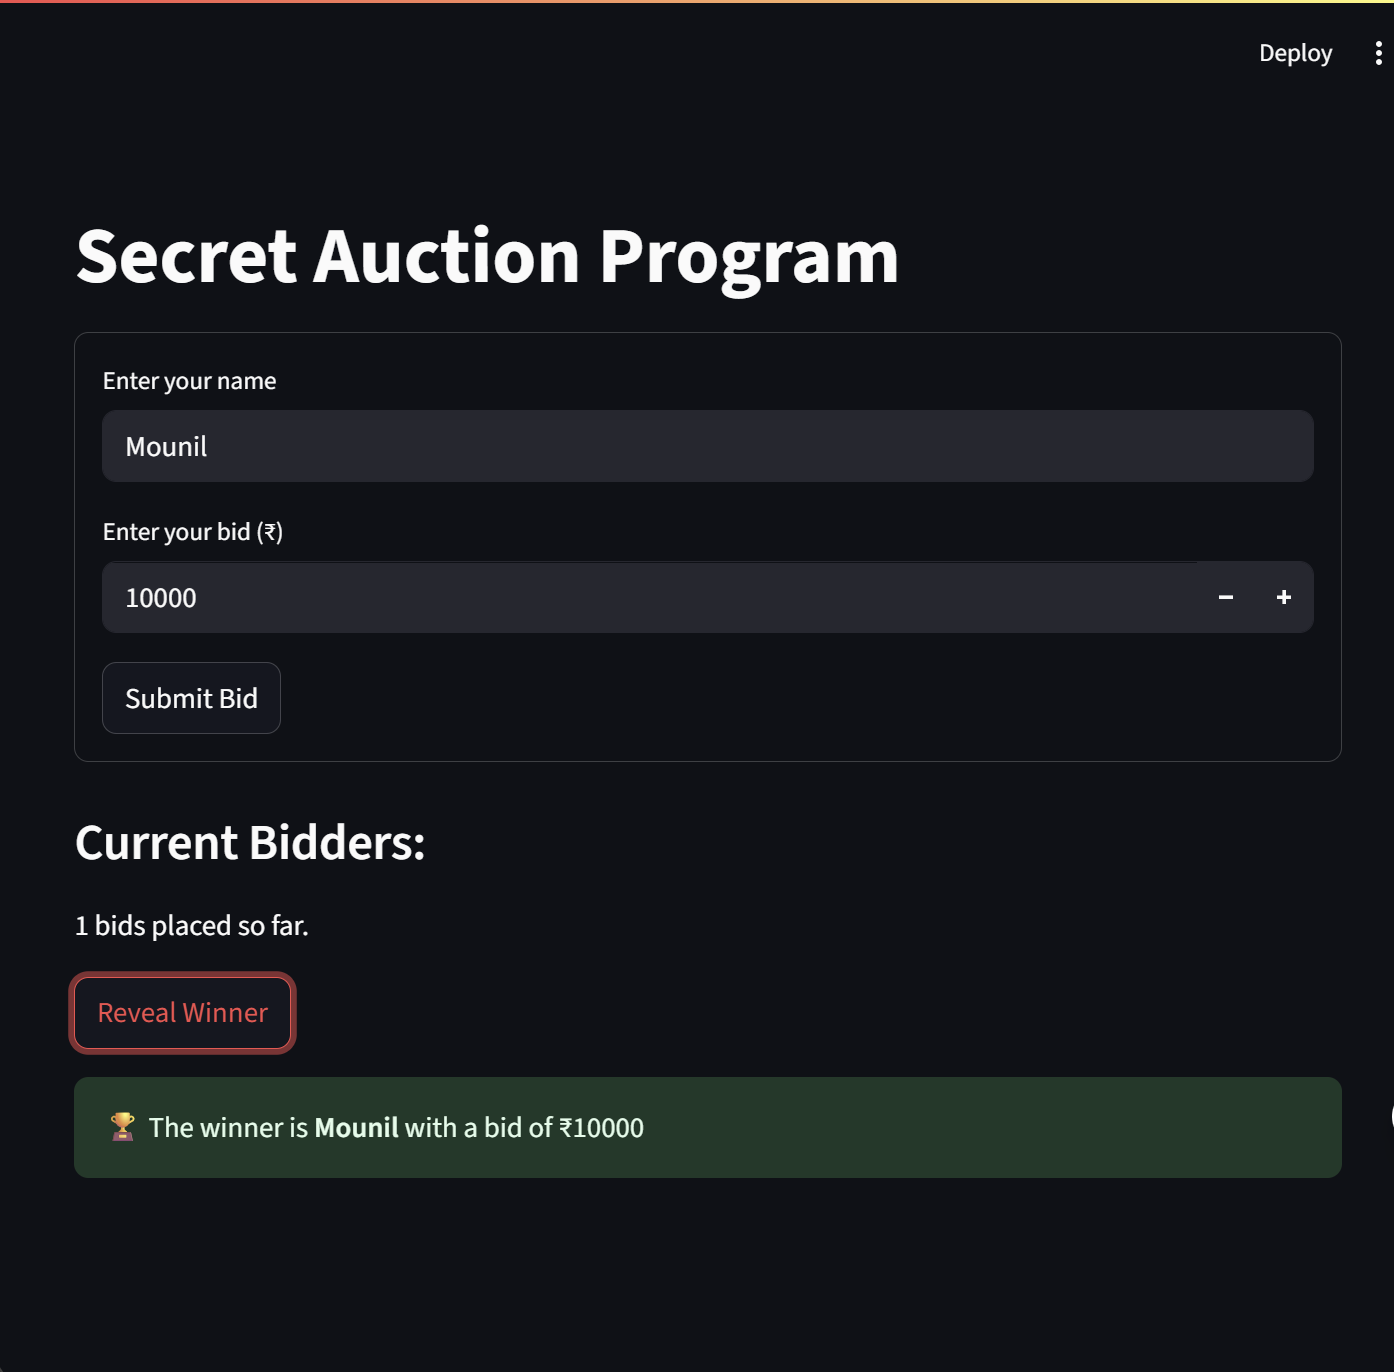 Deploy
Secret Auction Program
Enter your name
Mounil
Enter your bid (₹)
10000
Submit Bid
Current Bidders:
1 bids placed so far.
Reveal Winner
🏆 The winner is Mounil with a bid of ₹10000